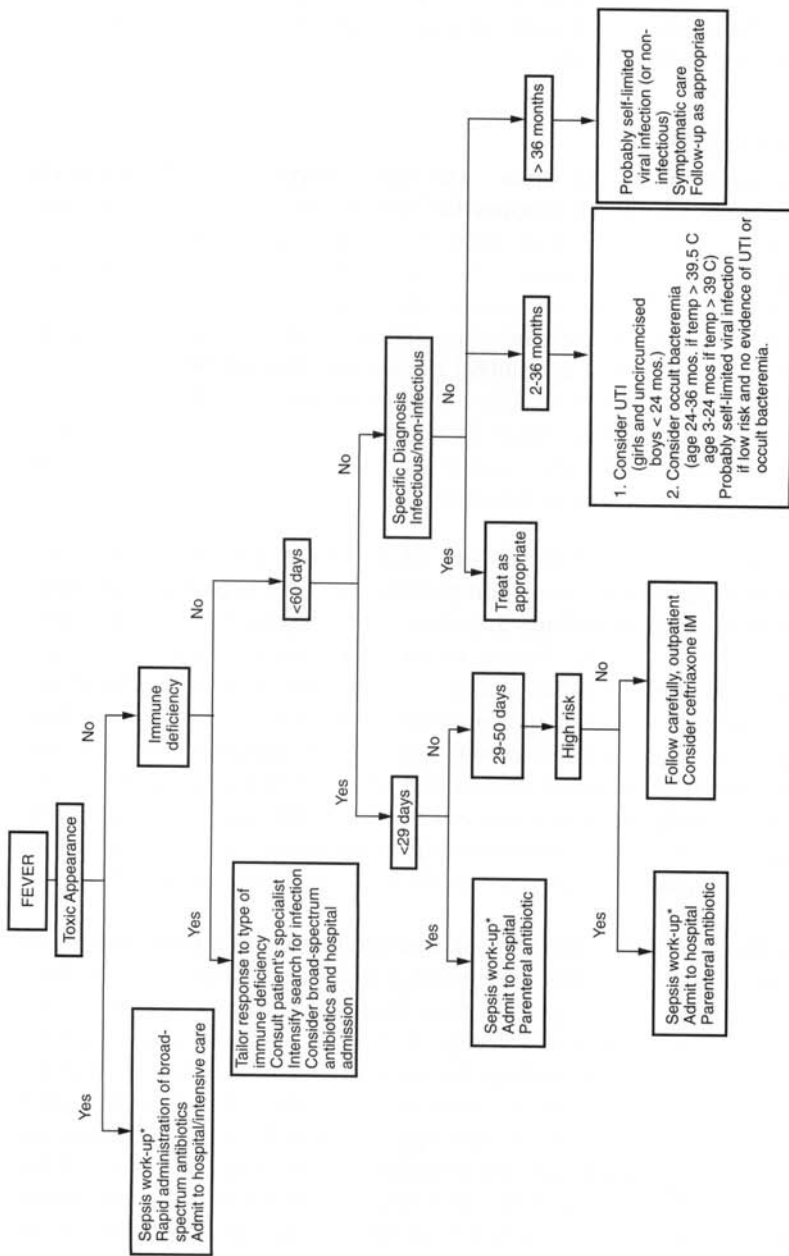 FEVER
Toxic Appearance
Yes
No
Sepsis work-up*
Rapid administration of broad-
spectrum antibiotics
Admit to hospital/intensive care
Immune
deficiency
Yes
No
Tailor response to type of
immune deficiency
Consult patient's specialist
Intensify search for infection
Consider broad-spectrum
antibiotics and hospital
admission
<60 days
Yes
No
<29 days
Yes
No
Sepsis work-up*
Admit to hospital
Parenteral antibiotic
29-50 days
High risk
Yes
No
Sepsis work-up*
Admit to hospital
Parenteral antibiotic
Follow carefully, outpatient
Consider ceftriaxone IM
Specific Diagnosis
Infectious/non-infectious
Yes
No
Treat as
appropriate
2-36 months
> 36 months
1. Consider UTI
(girls and uncircumcised
boys < 24 mos.)
2. Consider occult bacteremia
(age 24-36 mos. if temp > 39.5 C
age 3-24 mos if temp > 39 C)
Probably self-limited viral infection
if low risk and no evidence of UTI or
occult bacteremia.
Probably self-limited
viral infection (or non-
infectious)
Symptomatic care
Follow-up as appropriate